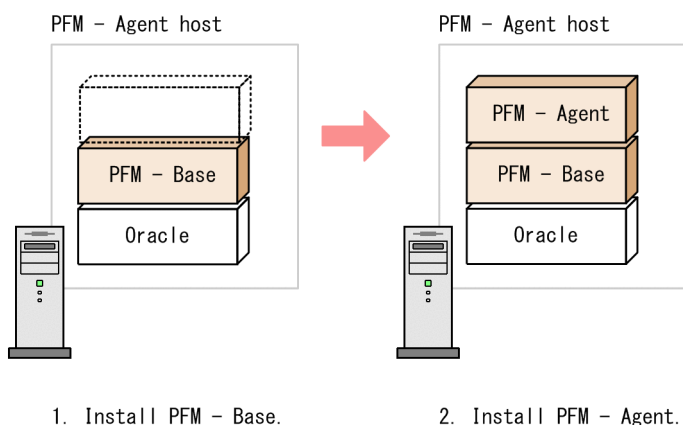 PFM - Agent host
PFM - Base
Oracle
1. Install PFM - Base.
PFM - Agent host
PFM - Agent
PFM - Base
Oracle
2. Install PFM - Agent.